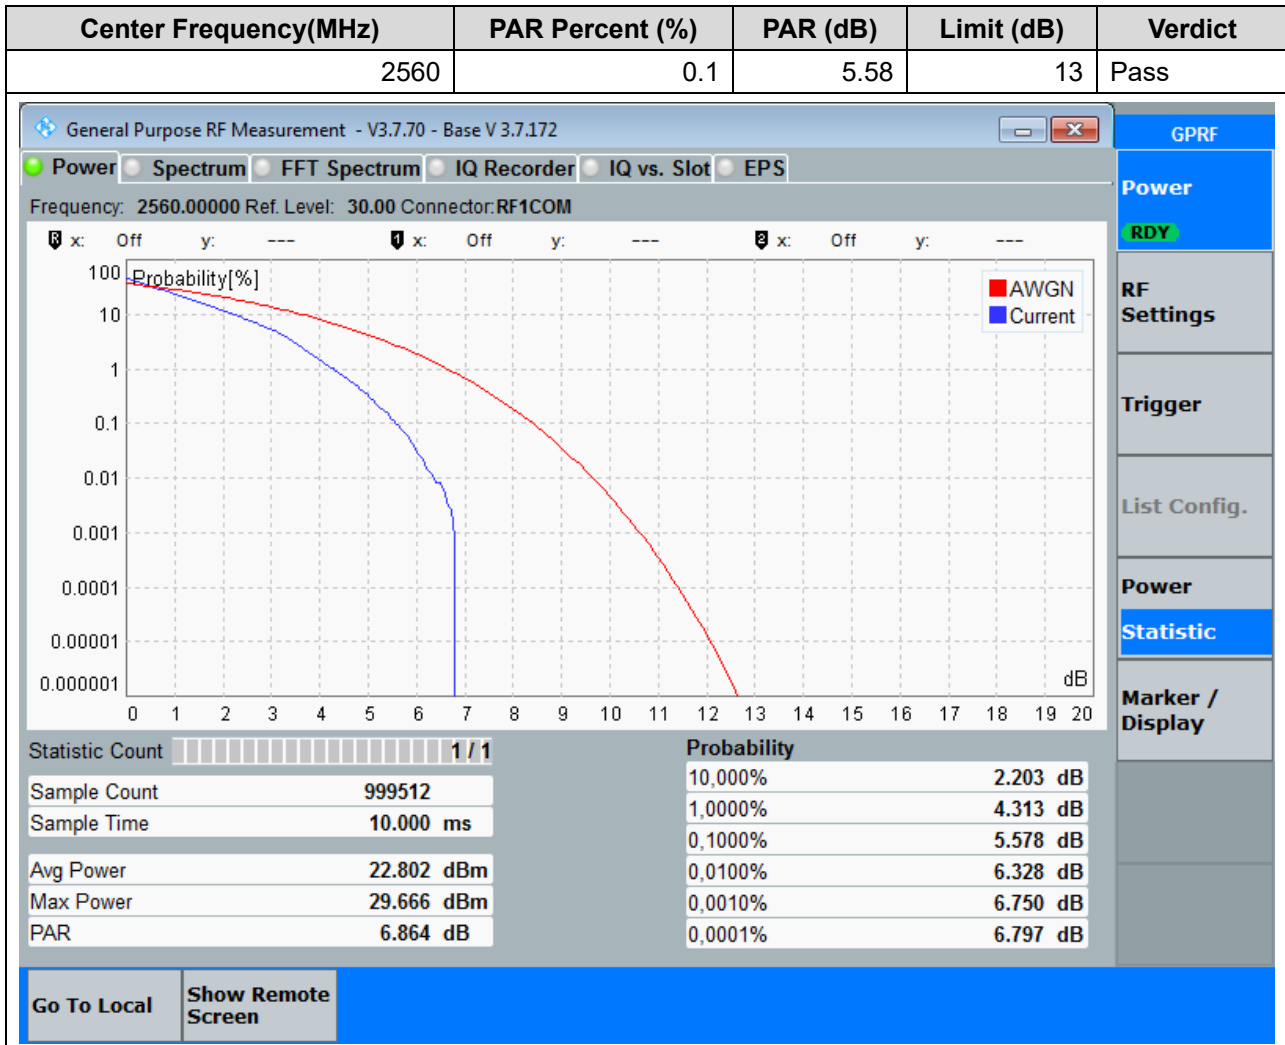 Center Frequency(MHz) PAR Percent (%) PAR (dB) Limit (dB) Verdict
2560 0.1 5.58 13 Pass
General Purpose RF Measurement - V3.7.70 - Base V 3.7.172
GPRF
Power Spectrum FFT Spectrum IQ Recorder IQ vs. Slot EPS
Power
RDY
Frequency: 2560.00000 Ref. Level: 30.00 Connector: RF1COM
R x: Off y: --- 1 x: Off y: --- 2 x: Off y: ---
Probability[%]
100
10
1
0.1
0.01
0.001
0.0001
0.00001
0.000001
AWGN
Current
dB
0 1 2 3 4 5 6 7 8 9 10 11 12 13 14 15 16 17 18 19 20
RF
Settings
Trigger
List Config.
Power
Statistic
Marker /
Display
Statistic Count 1 / 1
Sample Count 999512
Sample Time 10.000 ms
Avg Power 22.802 dBm
Max Power 29.666 dBm
PAR 6.864 dB
Probability
10,000% 2.203 dB
1,0000% 4.313 dB
0,1000% 5.578 dB
0,0100% 6.328 dB
0,0010% 6.750 dB
0,0001% 6.797 dB
Go To Local
Show Remote
Screen